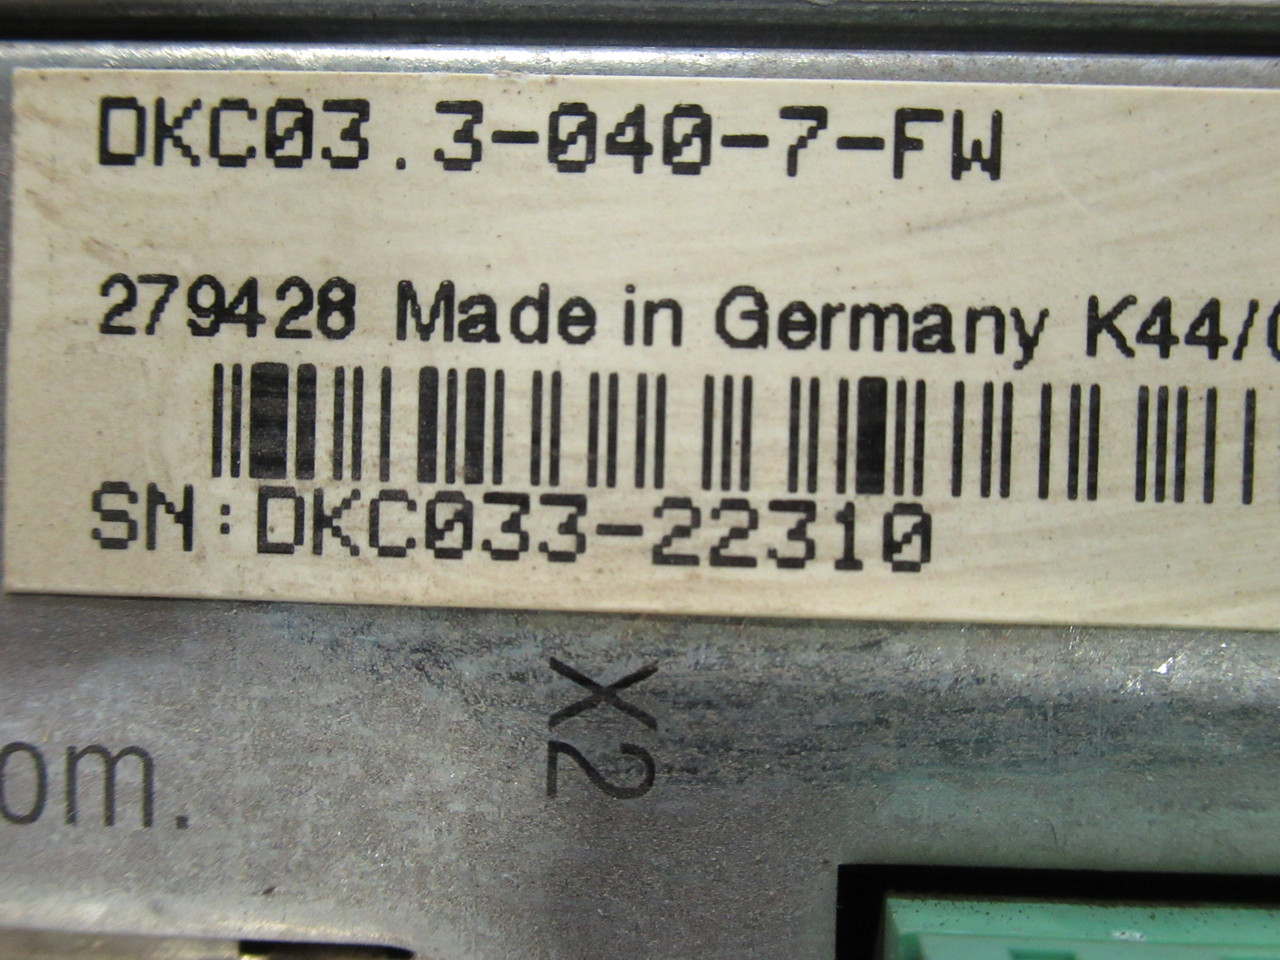 DKC03.3-040-7-FW
279428 Made in Germany K44/
SN:DKC033-22310
X2
om.